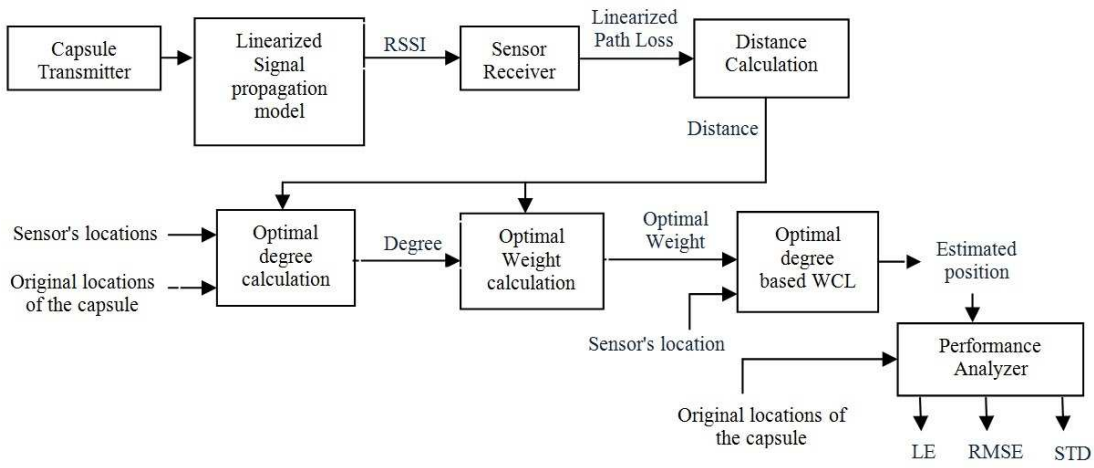 Capsule
Transmitter
Linearized
Signal
propagation
model
RSSI
Sensor
Receiver
Linearized
Path Loss
Distance
Calculation
Distance
Sensor's locations
Original locations
of the capsule
Optimal
degree
calculation
Degree
Optimal
Weight
calculation
Optimal
Weight
Sensor's location
Optimal
degree
based WCL
Estimated
position
Performance
Analyzer
Original locations of
the capsule
LE
RMSE
STD